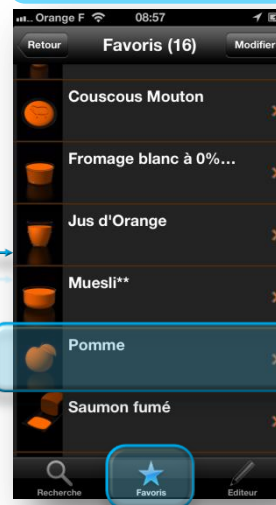 Orange F 08:57
Retour Favoris (16) Modifier
Couscous Mouton
Fromage blanc à 0%...
Jus d'Orange
Muesli**
Pomme
Saumon fumé
Recherche Favoris Editeur